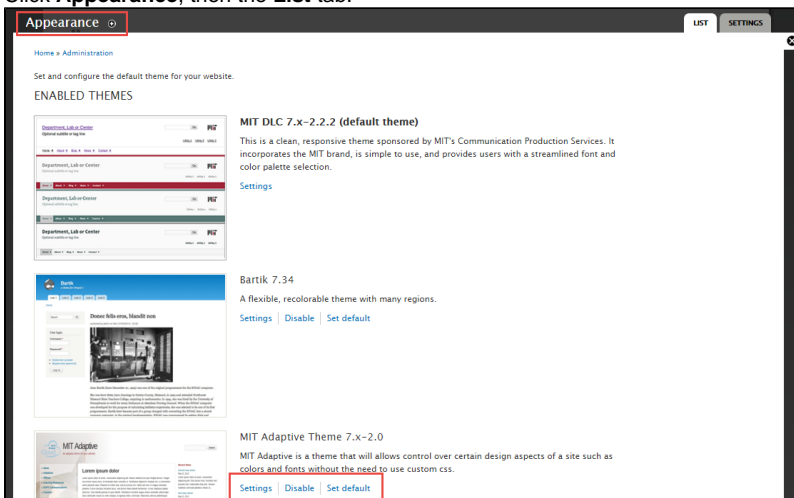 Click Appearance, then the List tab.
Appearance
LIST
SETTINGS
Home » Administration
Set and configure the default theme for your website.
ENABLED THEMES
MIT DLC 7.x-2.2.2 (default theme)
This is a clean, responsive theme sponsored by MIT's Communication Production Services. It
incorporates the MIT brand, is simple to use, and provides users with a streamlined font and
color palette selection.
Settings
Department, Lab or Center
Department, Lab or Center
Department, Lab or Center
Department, Lab or Center
Bartik 7.34
A flexible, recolorable theme with many regions.
Settings Disable Set default
Bartik
Donec felis eros, blandit non
MIT Adaptive Theme 7.x-2.0
MIT Adaptive is a theme that will allows control over certain design aspects of a site such as
colors and fonts without the need to use custom css.
Settings Disable Set default
MIT Adaptive
Lorem ipsum dolor